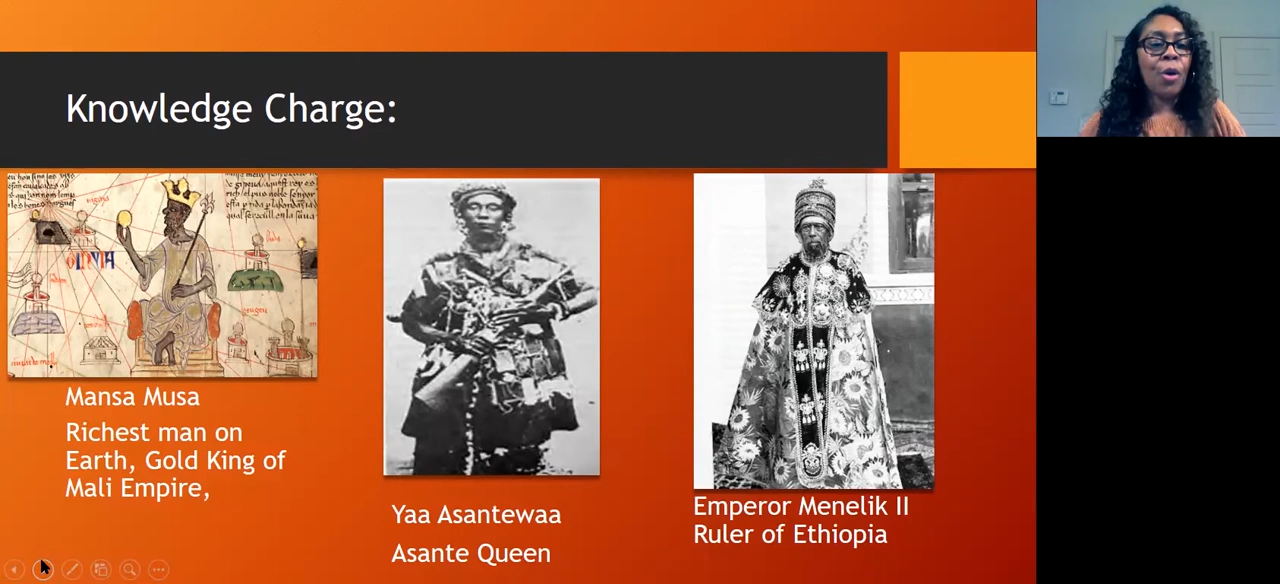 Knowledge Charge:
Mansa Musa
Richest man on
Earth, Gold King of
Mali Empire,
Yaa Asantewaa
Asante Queen
Emperor Menelik II
Ruler of Ethiopia